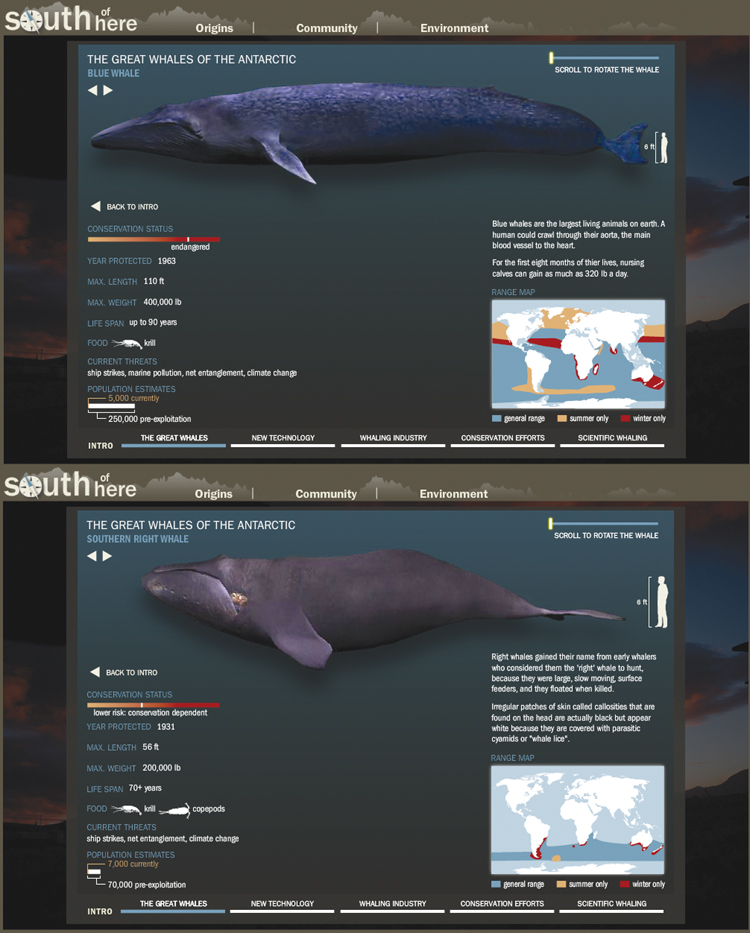 south of here
Origins | Community | Environment
THE GREAT WHALES OF THE ANTARCTIC
BLUE WHALE
SCROLL TO ROTATE THE WHALE
6 ft
BACK TO INTRO
CONSERVATION STATUS
endangered
YEAR PROTECTED 1963
MAX. LENGTH 110 ft
MAX. WEIGHT 400,000 lb
LIFE SPAN up to 90 years
FOOD krill
CURRENT THREATS
ship strikes, marine pollution, net entanglement, climate change
POPULATION ESTIMATES
5,000 currently
250,000 pre-exploitation
Blue whales are the largest living animals on earth. A
human could crawl through their aorta, the main
blood vessel to the heart.
For the first eight months of thier lives, nursing
calves can gain as much as 320 lb a day.
RANGE MAP
general range summer only winter only
INTRO THE GREAT WHALES NEW TECHNOLOGY WHALING INDUSTRY CONSERVATION EFFORTS SCIENTIFIC WHALING
south of here
Origins | Community | Environment
THE GREAT WHALES OF THE ANTARCTIC
SOUTHERN RIGHT WHALE
SCROLL TO ROTATE THE WHALE
6 ft
BACK TO INTRO
CONSERVATION STATUS
lower risk: conservation dependent
YEAR PROTECTED 1931
MAX. LENGTH 56 ft
MAX. WEIGHT 200,000 lb
LIFE SPAN 70+ years
FOOD krill copepods
CURRENT THREATS
ship strikes, net entanglement, climate change
POPULATION ESTIMATES
7,000 currently
70,000 pre-exploitation
Right whales gained their name from early whalers
who considered them the 'right' whale to hunt,
because they were large, slow moving, surface
feeders, and they floated when killed.
Irregular patches of skin called callosities that are
found on the head are actually black but appear
white because they are covered with parasitic
cyamids or "whale lice".
RANGE MAP
general range summer only winter only
INTRO THE GREAT WHALES NEW TECHNOLOGY WHALING INDUSTRY CONSERVATION EFFORTS SCIENTIFIC WHALING